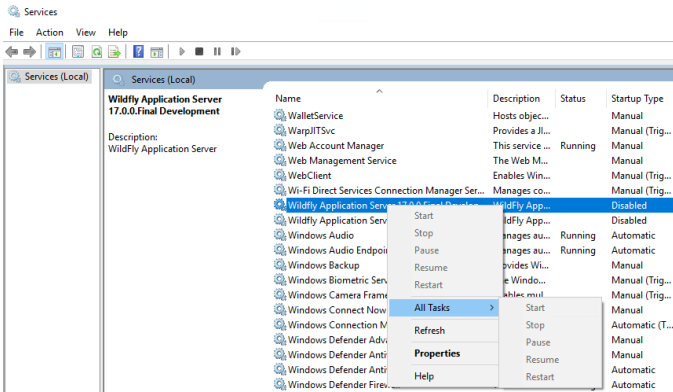 Services
File Action View Help
Services (Local)
Services (Local)
Wildfly Application Server
17.0.0.Final Development
Description:
WildFly Application Server
Name Description Status Startup Type
WalletService Hosts objec... Manual
WarpJITSvc Provides a JI... Manual (Trig...
Web Account Manager This service ... Running Manual
Web Management Service The Web M... Manual
WebClient Enables Win... Manual (Trig...
Wi-Fi Direct Services Connection Manager Ser... Manages co... Manual (Trig...
Wildfly Application Server 17.0.0.Final Develop... WildFly App... Disabled
Wildfly Application Serv WildFly App... Disabled
Windows Audio anages au... Running Automatic
Windows Audio Endpoi anages au... Running Automatic
Windows Backup ovides Wi... Manual
Windows Biometric Serv e Windo... Manual (Trig...
Windows Camera Frame ables mul... Manual (Trig...
Windows Connect Now Manual
Windows Connection M Automatic (T...
Windows Defender Adva Manual
Windows Defender Anti Manual
Windows Defender Firew Automatic
Start
Stop
Pause
Resume
Restart
All Tasks
Refresh
Properties
Help
Start
Stop
Pause
Resume
Restart